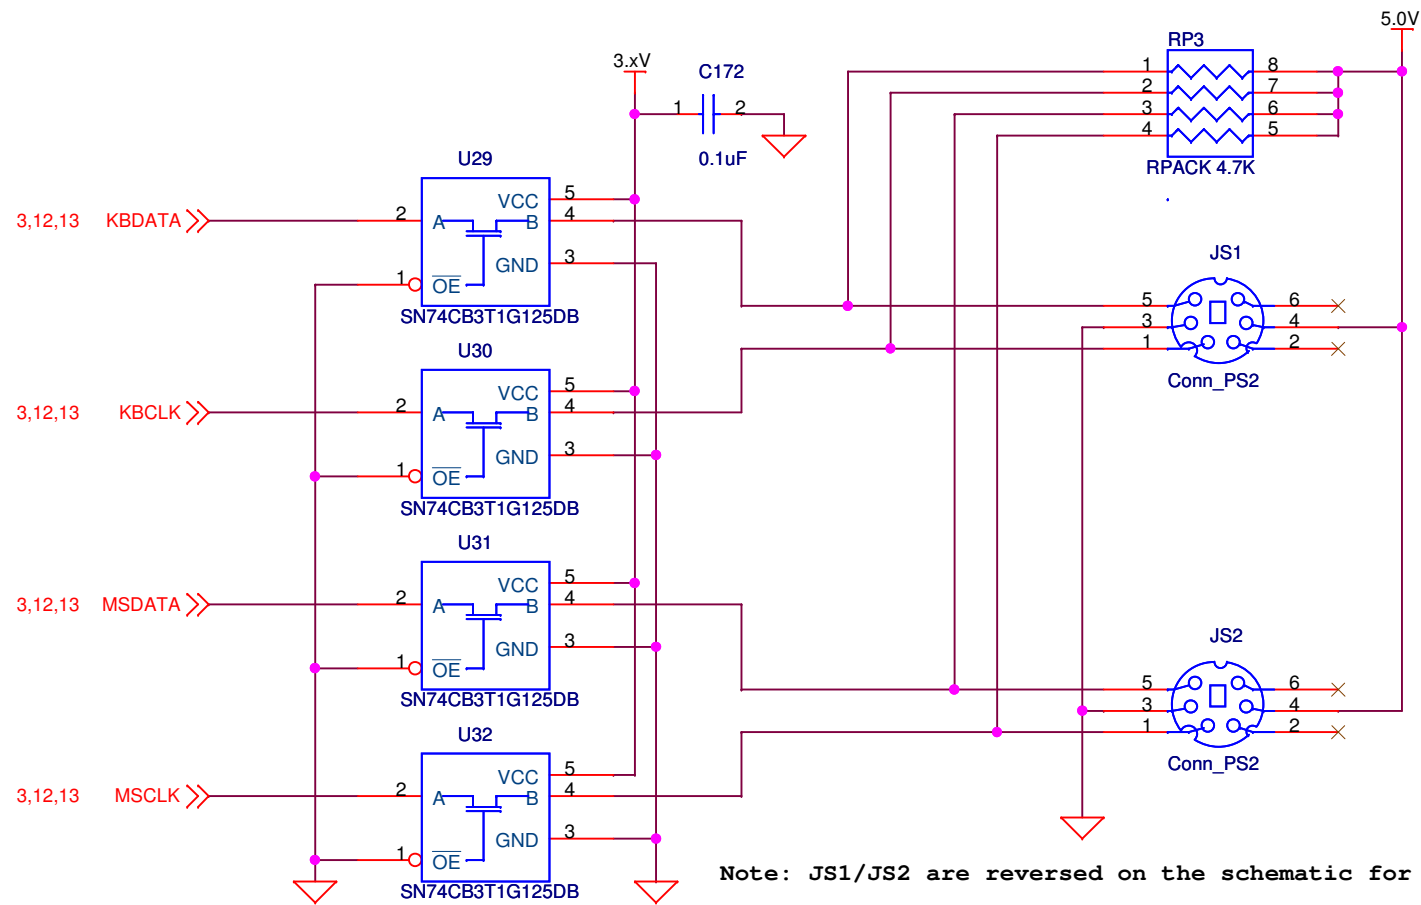 5.0V
RP3
1 8
2 7
3 6
4 5
RPACK 4.7K
3.xV
C172
1 2
0.1uF
U29
3,12,13 KBDATA
2 A
1 OE
VCC 5
B 4
GND 3
SN74CB3T1G125DB
U30
3,12,13 KBCLK
2 A
1 OE
VCC 5
B 4
GND 3
SN74CB3T1G125DB
U31
3,12,13 MSDATA
2 A
1 OE
VCC 5
B 4
GND 3
SN74CB3T1G125DB
U32
3,12,13 MSCLK
2 A
1 OE
VCC 5
B 4
GND 3
SN74CB3T1G125DB
JS1
5 6
3 4
1 2
Conn_PS2
JS2
5 6
3 4
1 2
Conn_PS2
Note: JS1/JS2 are reversed on the schematic for